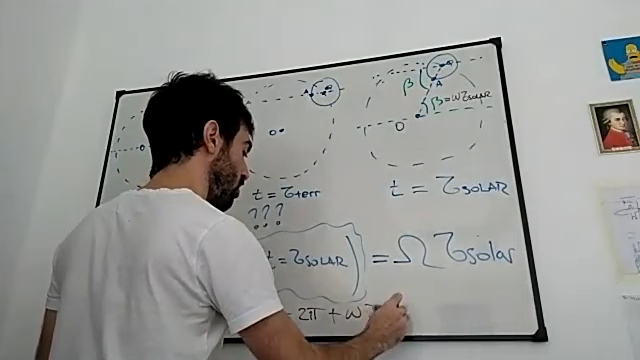 A
β
A
β = ωτSOLAR
O
O
O
t = τterr
t = τSOLAR
???
t = τSOLAR) = Ω τsolar
2π + ω